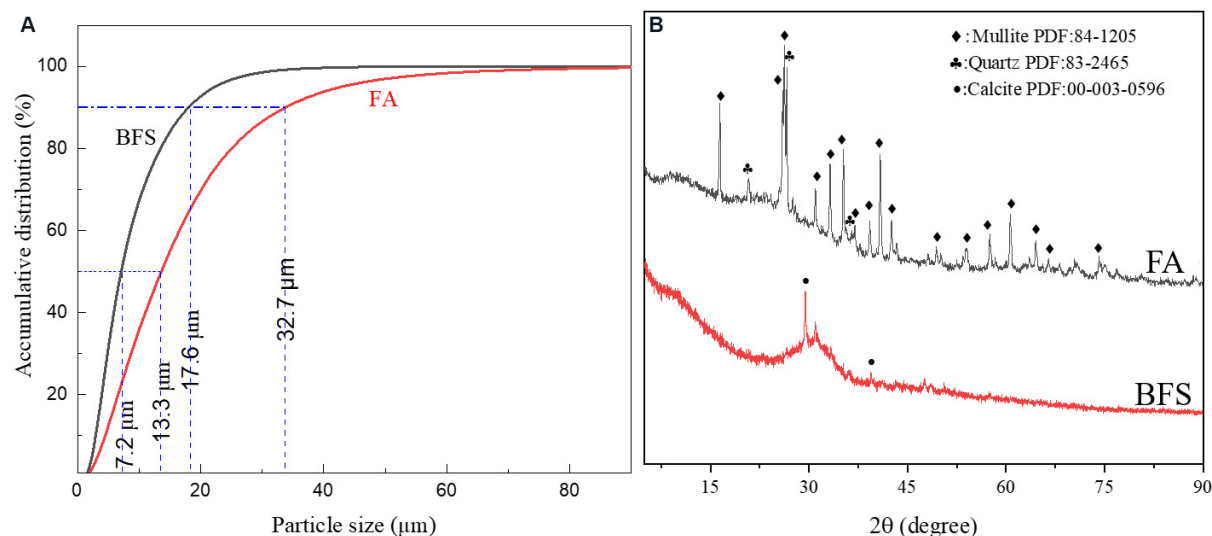 A
Accumulative distribution (%)
100
80
60
40
20
BFS
FA
7.2 μm
13.3 μm
17.6 μm
32.7 μm
0
20
40
60
80
Particle size (μm)
B
♦:Mullite PDF:84-1205
♣:Quartz PDF:83-2465
●:Calcite PDF:00-003-0596
FA
BFS
15
30
45
60
75
90
2θ (degree)